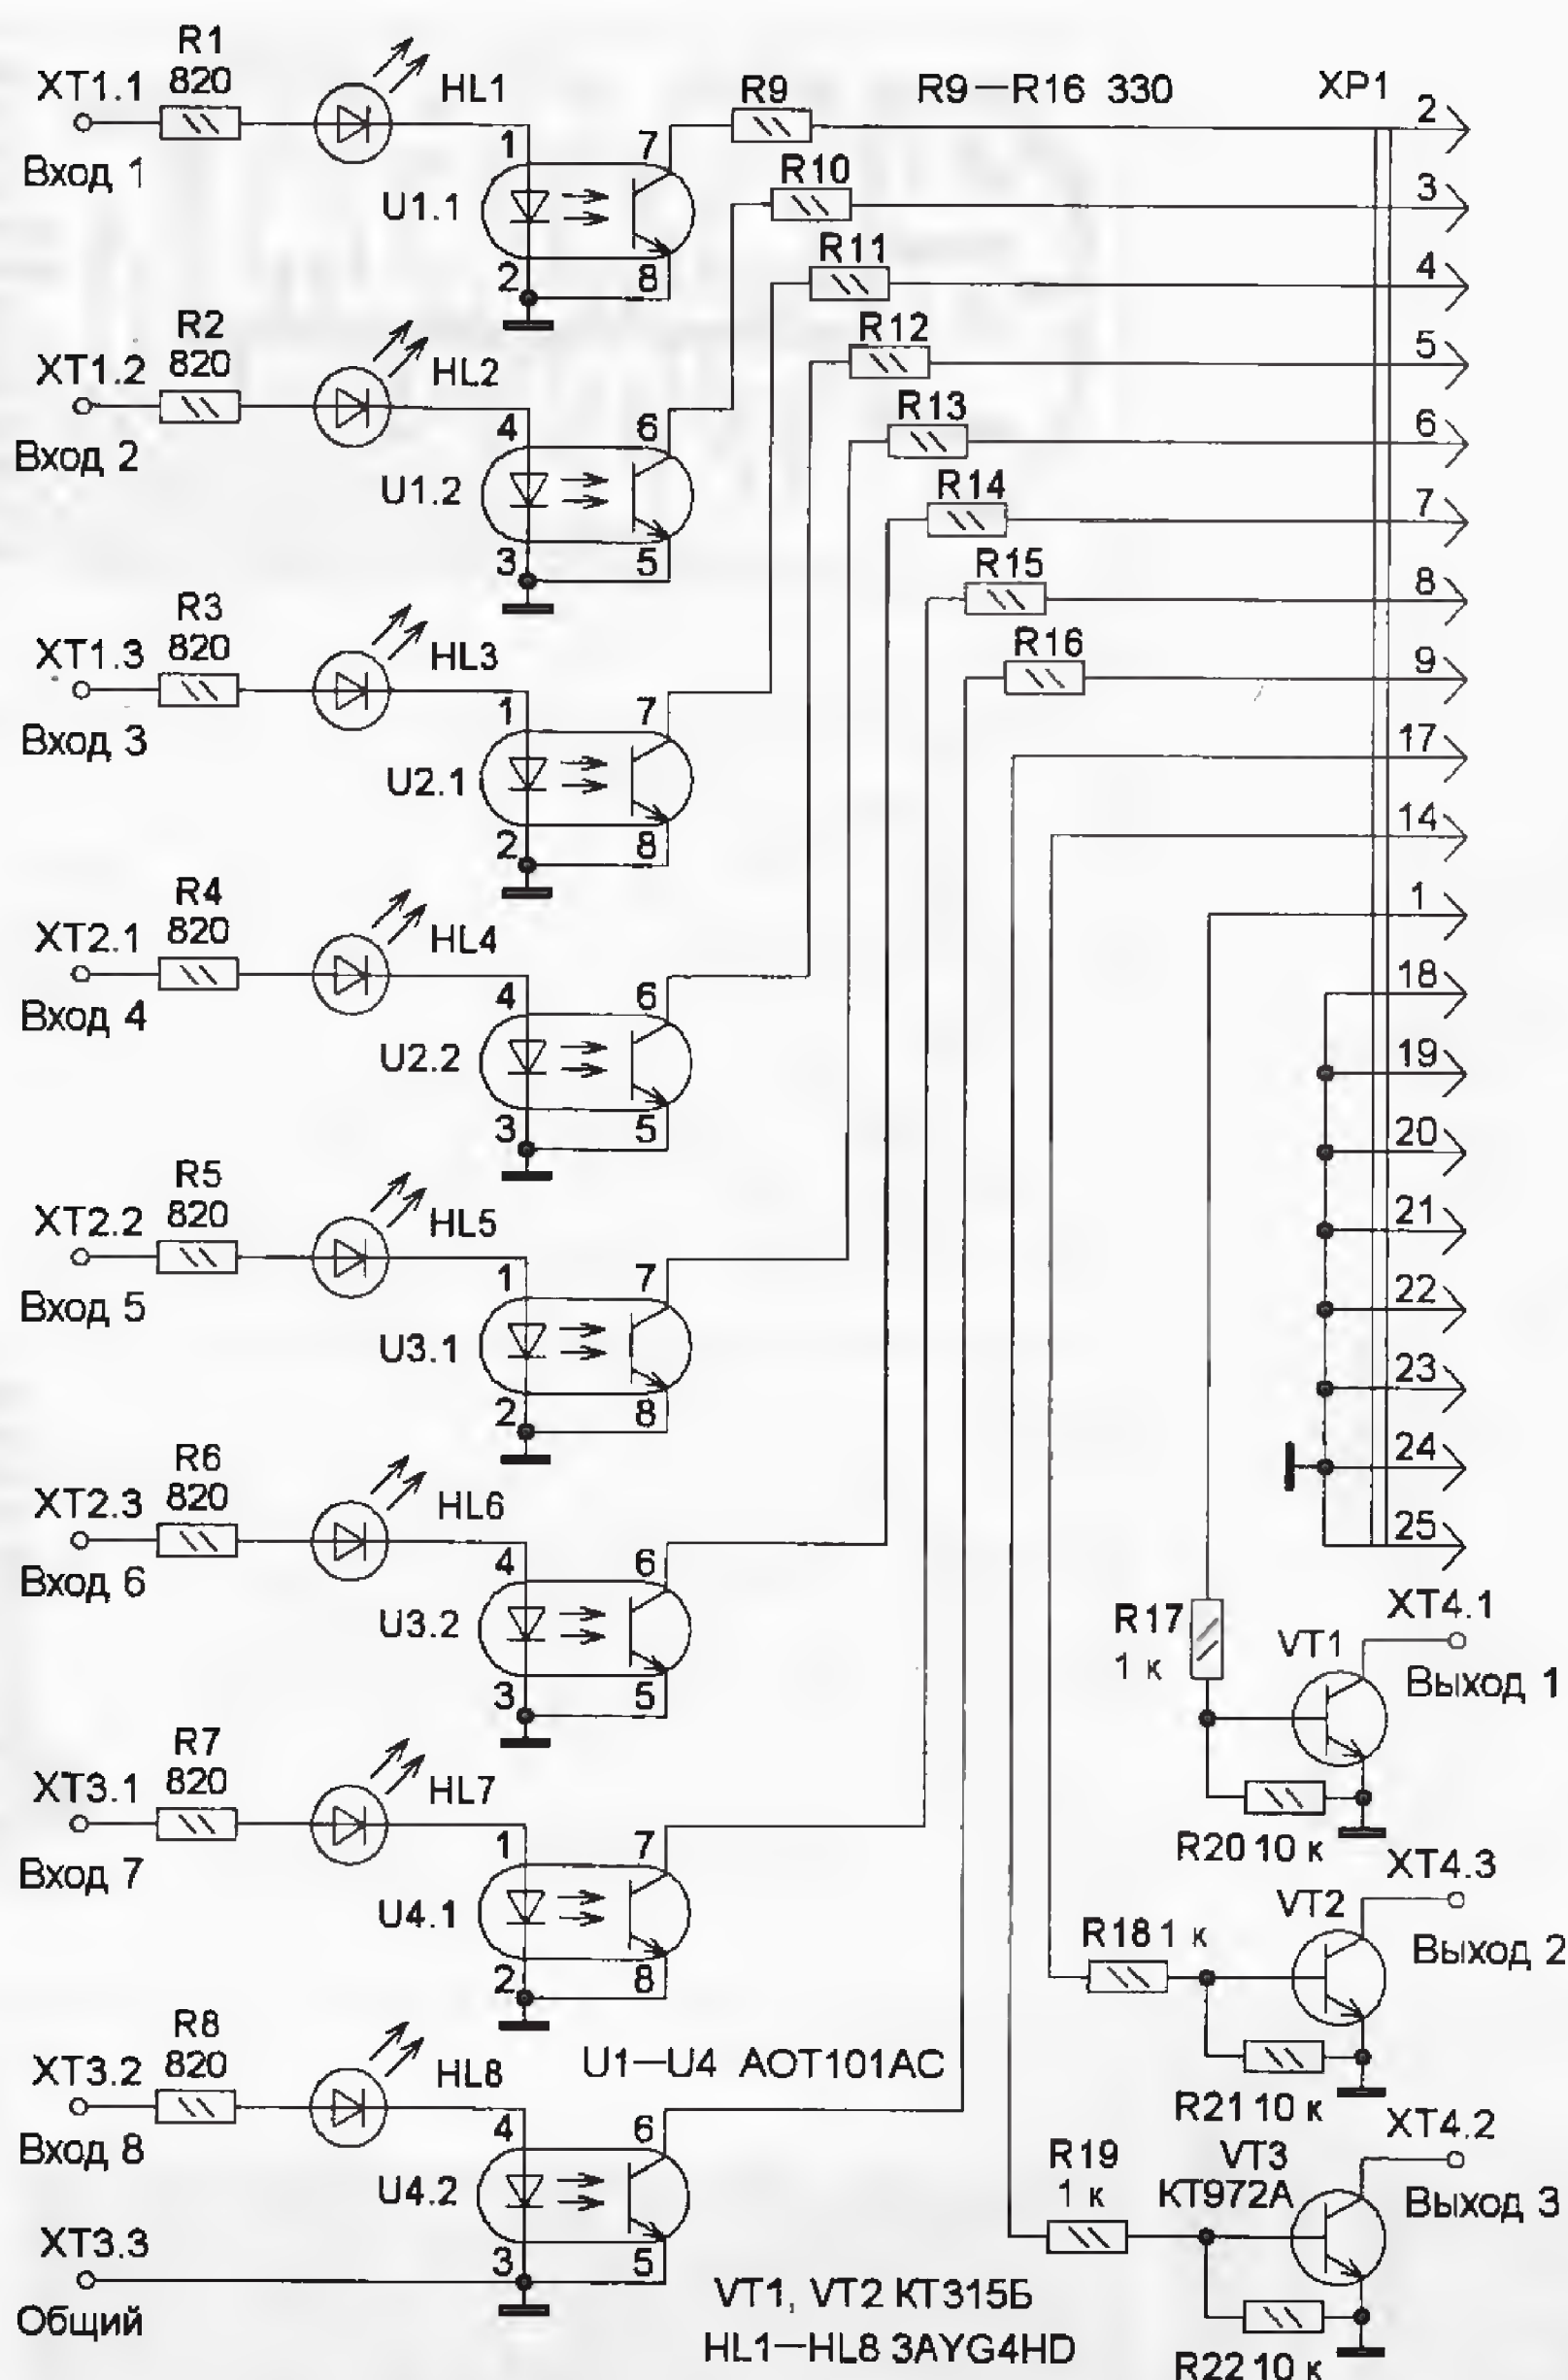 R1
820
XT1.1
HL1
Вход 1
1
7
U1.1
2
8
R9
R9—R16 330
XP1
2
R10
3
R11
4
R12
5
R13
6
R14
7
R15
8
R16
9
17
14
1
18
19
20
21
22
23
24
25
R2
820
XT1.2
HL2
Вход 2
4
6
U1.2
3
5
R3
820
XT1.3
HL3
Вход 3
1
7
U2.1
2
8
R4
820
XT2.1
HL4
Вход 4
4
6
U2.2
3
5
R5
820
XT2.2
HL5
Вход 5
1
7
U3.1
2
8
R6
820
XT2.3
HL6
Вход 6
4
6
U3.2
3
5
R7
820
XT3.1
HL7
Вход 7
1
7
U4.1
2
8
R8
820
XT3.2
HL8
Вход 8
4
6
U4.2
3
5
XT3.3
Общий
U1—U4 АОТ101АС
R17
1 к
VT1
XT4.1
Выход 1
R20 10 к
XT4.3
VT2
R18 1 к
Выход 2
R21 10 к
XT4.2
R19
1 к
VT3
КТ972А
Выход 3
R22 10 к
VT1, VT2 КТ315Б
HL1—HL8 3AYG4HD